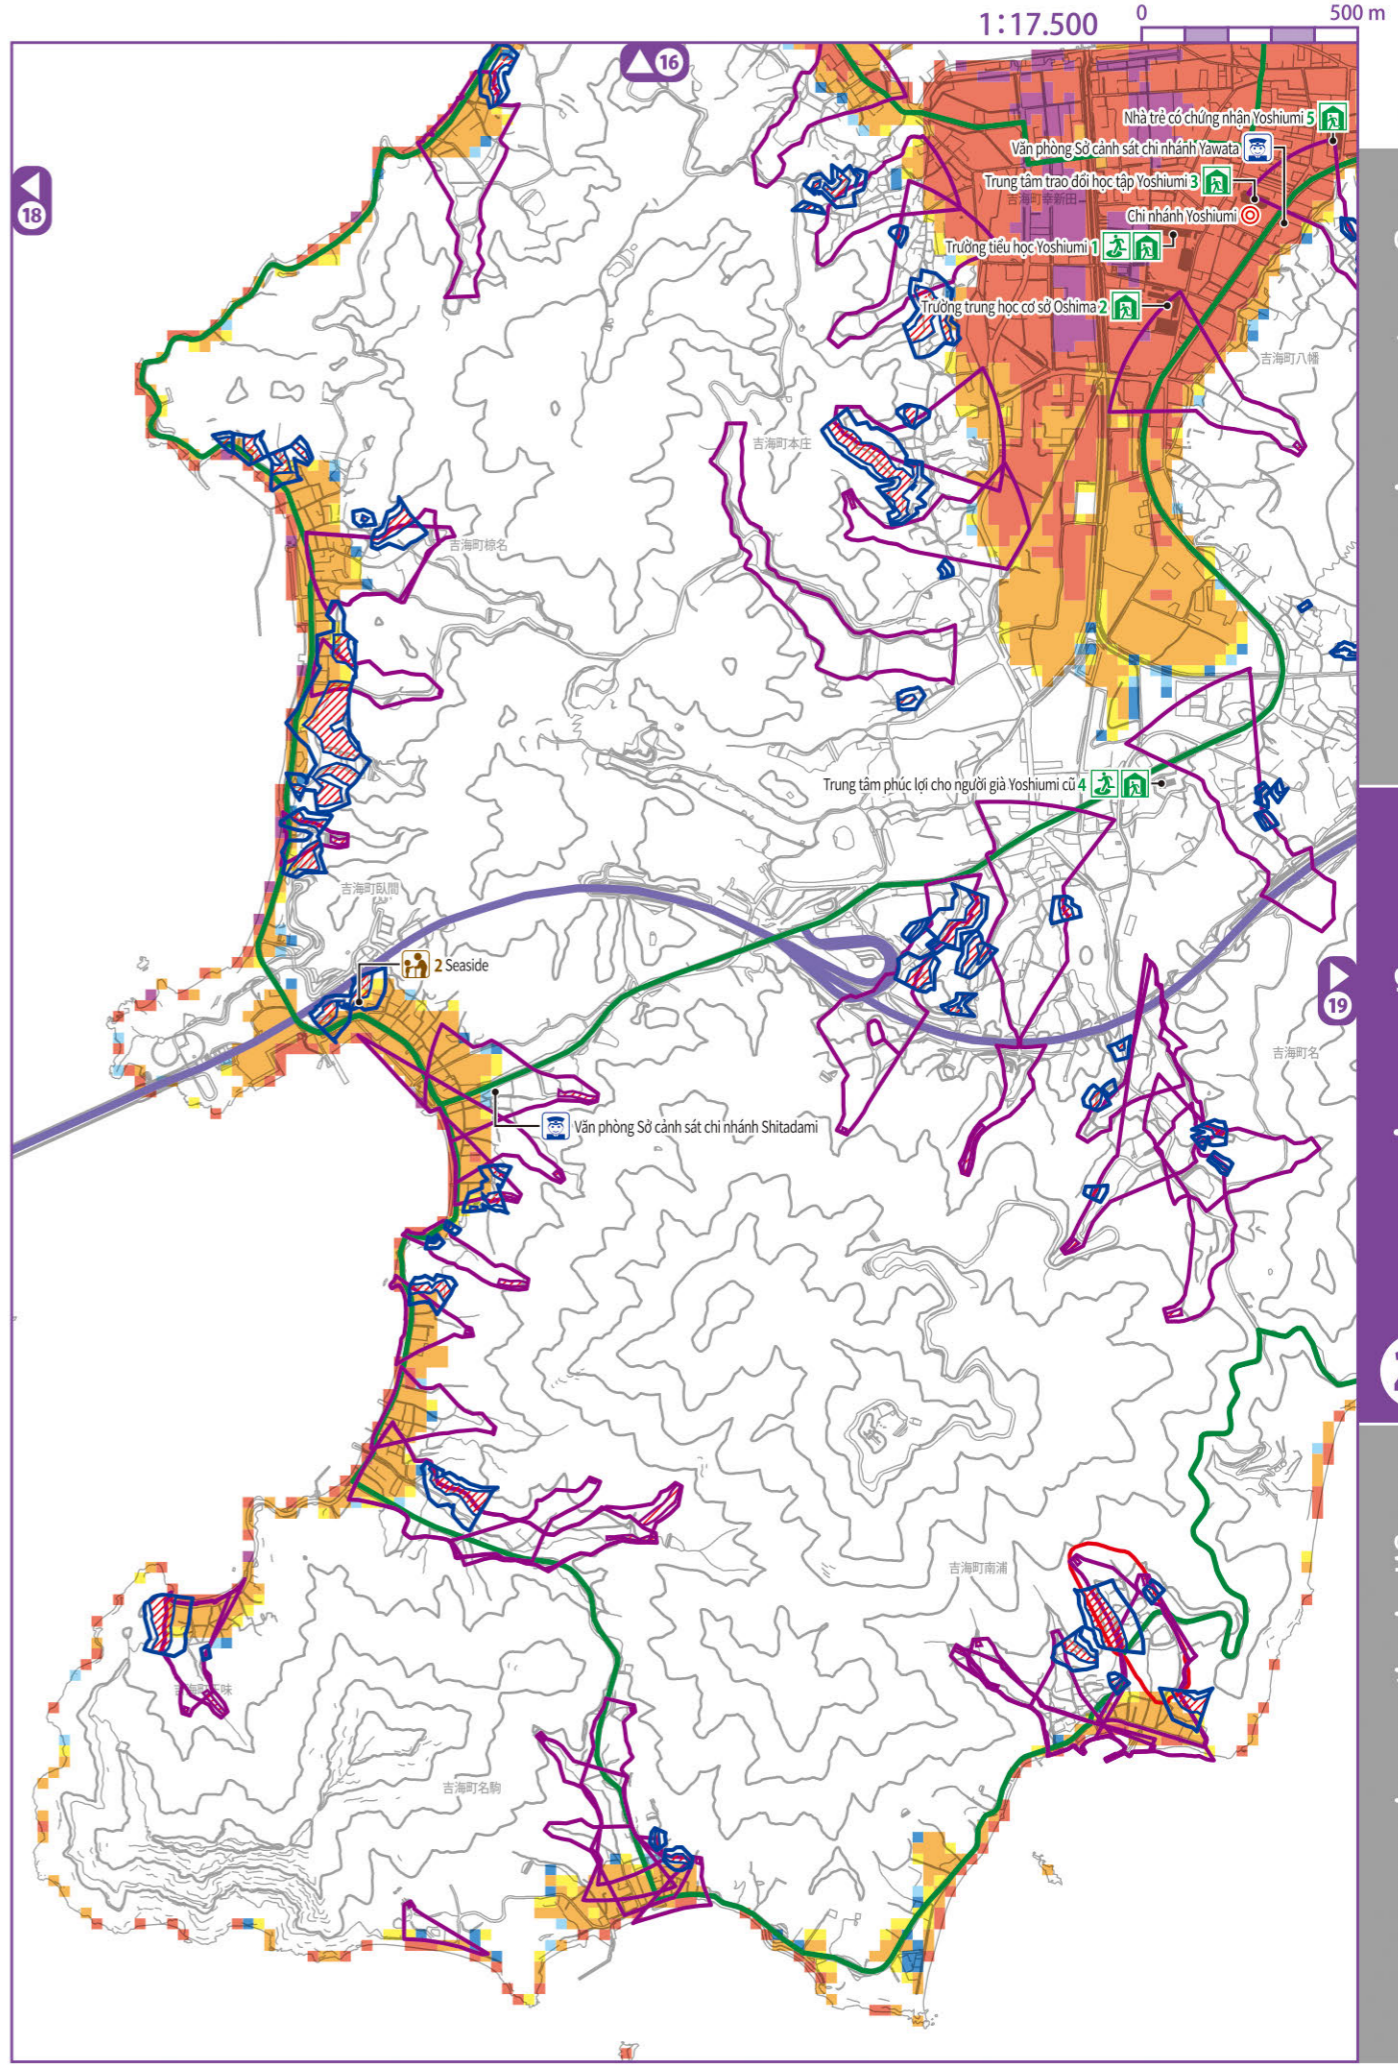 1:17.500
0
500 m
16
18
Nhà trẻ có chứng nhận Yoshiumi 5
Văn phòng Sở cảnh sát chi nhánh Yawata
Trung tâm trao đổi học tập Yoshiumi 3
吉海町幸新田
Chi nhánh Yoshiumi
Trường tiểu học Yoshiumi 1
Trường trung học cơ sở Oshima 2
吉海町八幡
吉海町本庄
吉海町椋名
Trung tâm phúc lợi cho người già Yoshiumi cũ 4
吉海町臥間
2 Seaside
19
吉海町名
Văn phòng Sở cảnh sát chi nhánh Shitadami
吉海町南浦
吉海町名駒